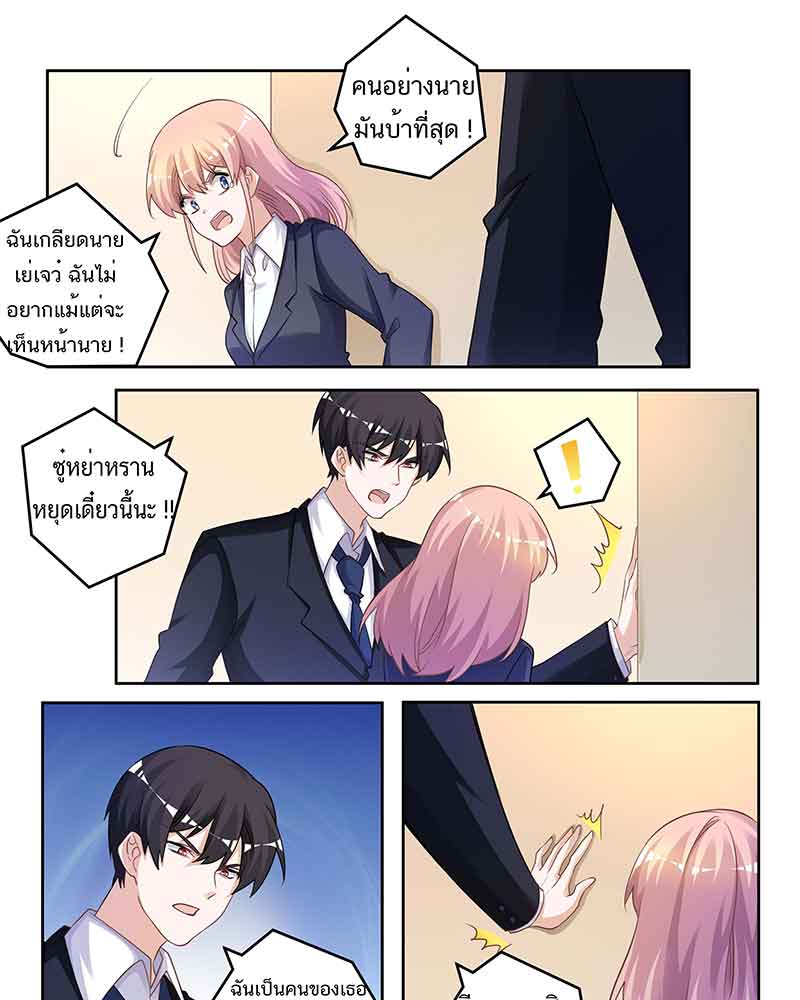 คนอย่างนาย
มันบ้าที่สุด !
ฉันเกลียดนาย
เย่เจว๋ ฉันไม่
อยากแม้แต่จะ
เห็นหน้านาย !
ซู๋หย่าหราน
หยุดเดี๋ยวนี้นะ !!
!
ฉันเป็นคนของเธอ